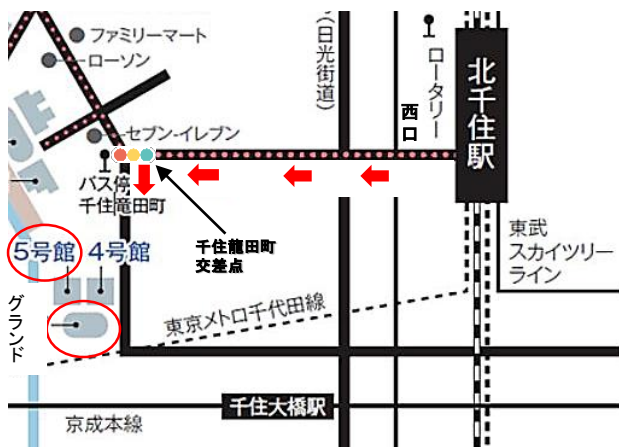 ファミリーマート
ローソン
セブン-イレブン
バス停
千住竜田町
千住龍田町
交差点
(日光街道)
西口
ロータリー
北千住駅
東武
スカイツリー
ライン
5号館
4号館
グランド
東京メトロ千代田線
千住大橋駅
京成本線